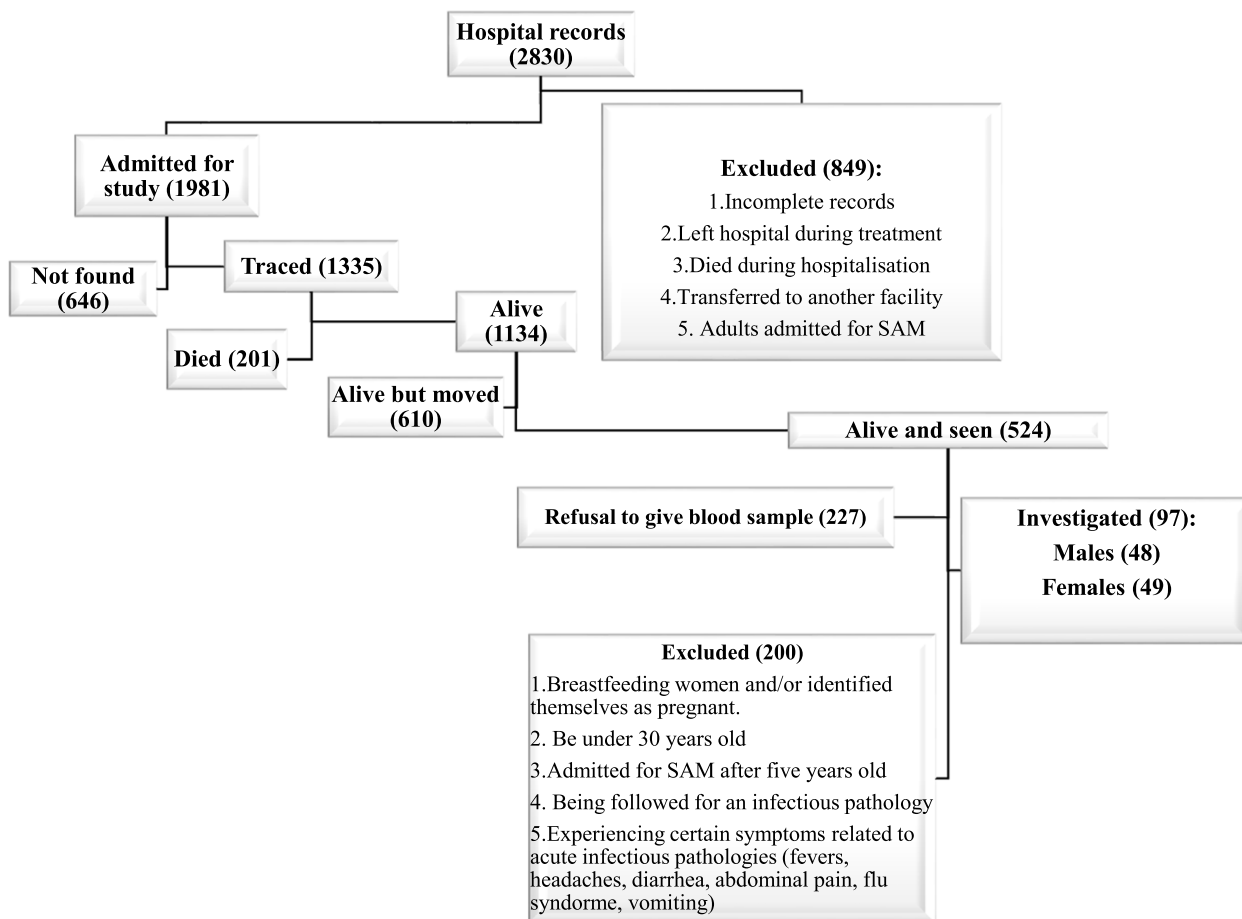 Hospital records
(2830)
Admitted for
study (1981)
Excluded (849):
1.Incomplete records
2.Left hospital during treatment
3.Died during hospitalisation
4.Transferred to another facility
5. Adults admitted for SAM
Not found
(646)
Traced (1335)
Died (201)
Alive
(1134)
Alive but moved
(610)
Alive and seen (524)
Refusal to give blood sample (227)
Investigated (97):
Males (48)
Females (49)
Excluded (200)
1.Breastfeeding women and/or identified
themselves as pregnant.
2. Be under 30 years old
3.Admitted for SAM after five years old
4. Being followed for an infectious pathology
5.Experiencing certain symptoms related to
acute infectious pathologies (fevers,
headaches, diarrhea, abdominal pain, flu
syndorme, vomiting)